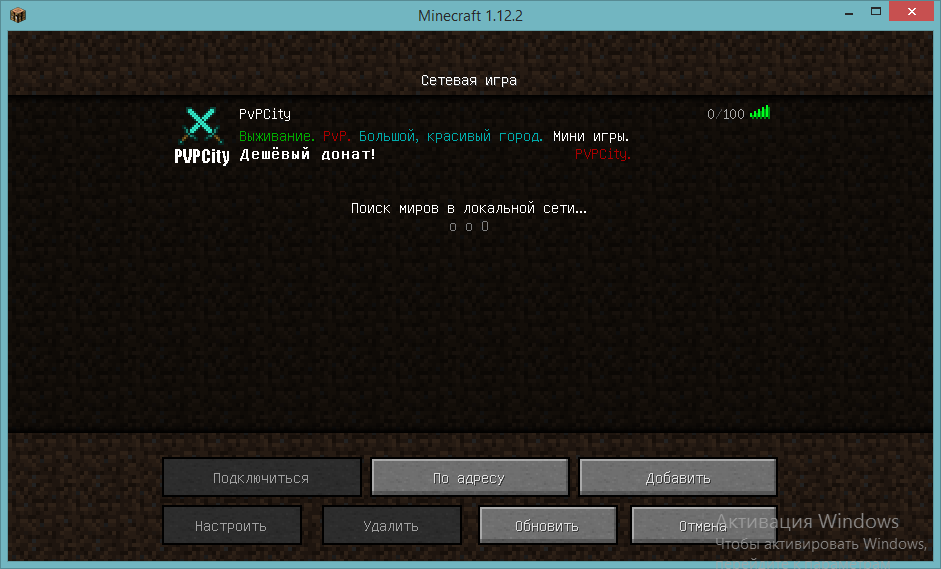 Minecraft 1.12.2
Сетевая игра
PvPCity 0/100
Выживание. PvP. Большой, красивый город. Мини игры.
PVPCity Дешёвый донат! PVPCity.
Поиск миров в локальной сети...
o o O
Подключиться По адресу Добавить
Настроить Удалить Обновить Отмена
Активация Windows
Чтобы активировать Windows,